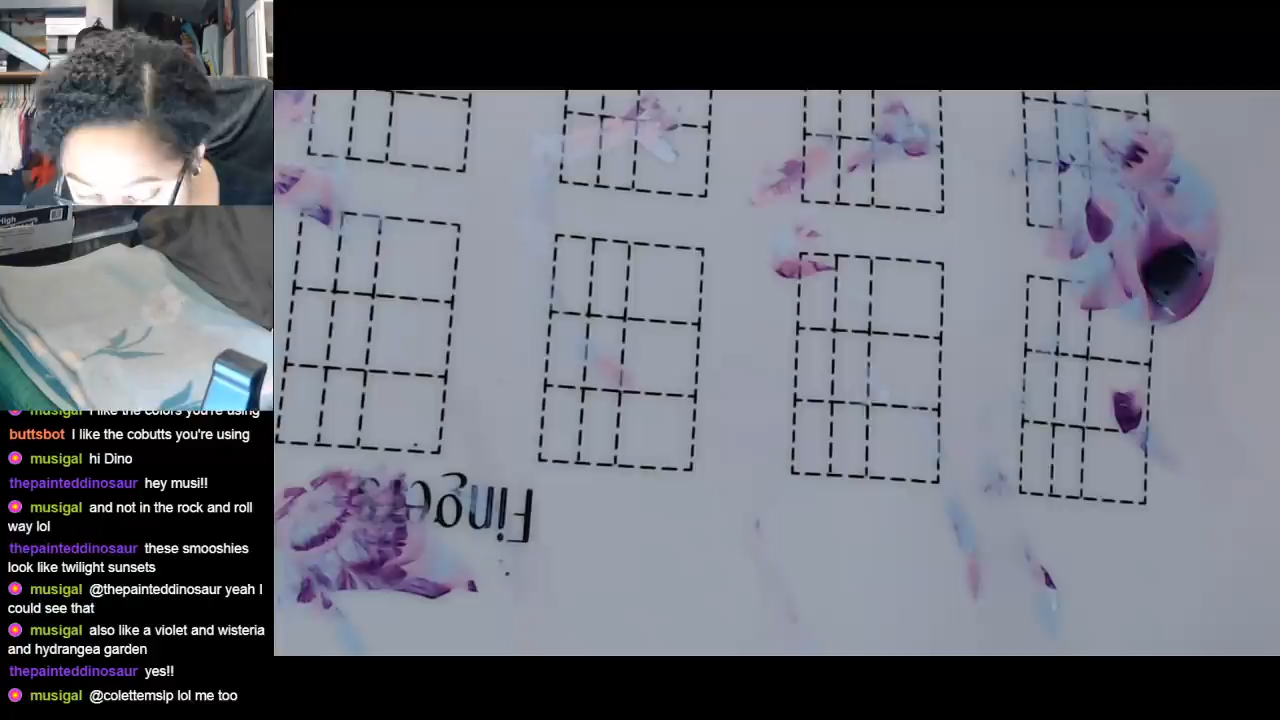 High
musigal I like the colors you're using
buttsbot I like the cobutts you're using
musigal hi Dino
thepainteddinosaur hey musi!!
musigal and not in the rock and roll
way lol
thepainteddinosaur these smooshies
look like twilight sunsets
musigal @thepainteddinosaur yeah I
could see that
musigal also like a violet and wisteria
and hydrangea garden
thepainteddinosaur yes!!
musigal @colettemslp lol me too
Fingers